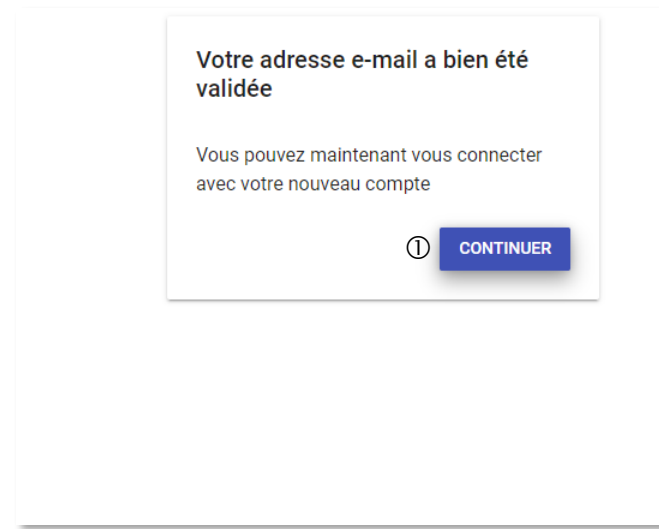 Votre adresse e-mail a bien été
validée
Vous pouvez maintenant vous connecter
avec votre nouveau compte
① CONTINUER